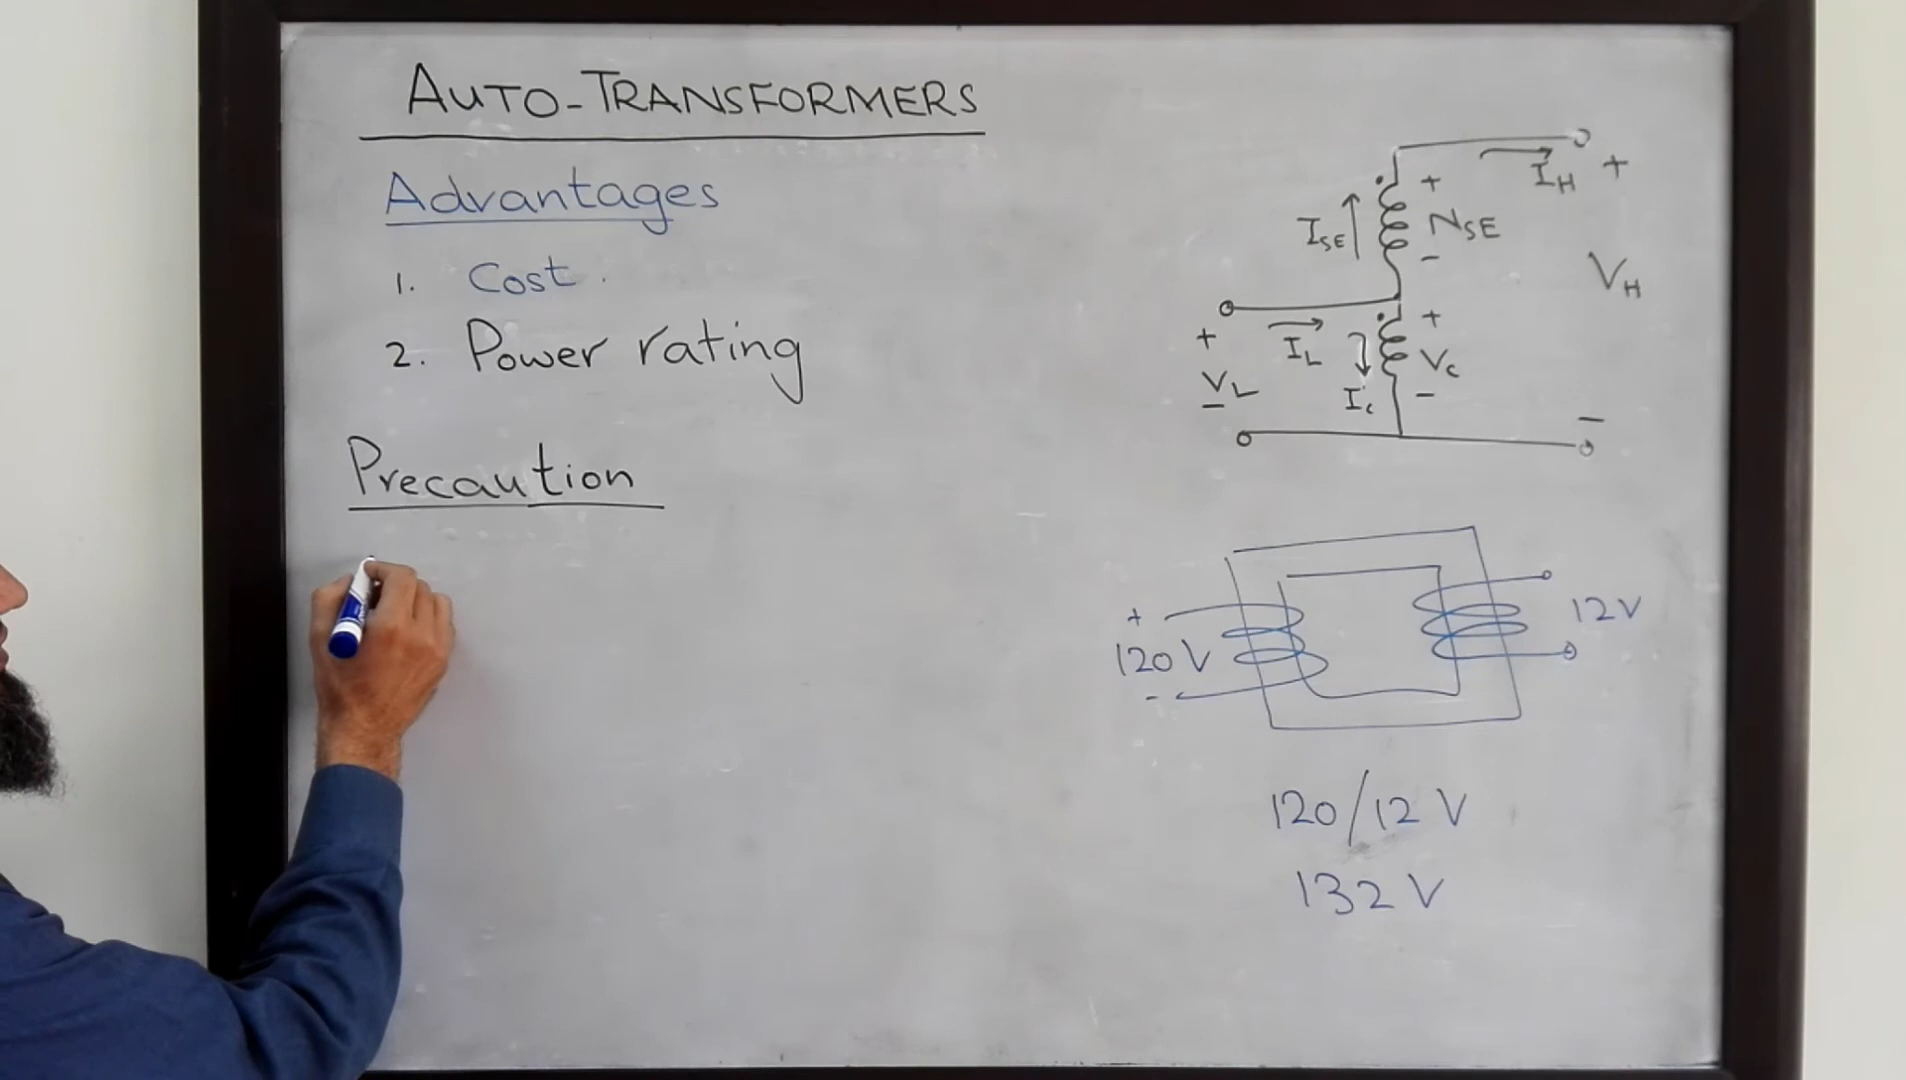 AUTO-TRANSFORMERS
Advantages
1. Cost.
2. Power rating
Precaution
I_H +
+
I_SE N_SE
-
V_H
+
+ I_L V_C
V_L
- I_C - -
+ 12 V
120 V
-
120/12 V
132 V